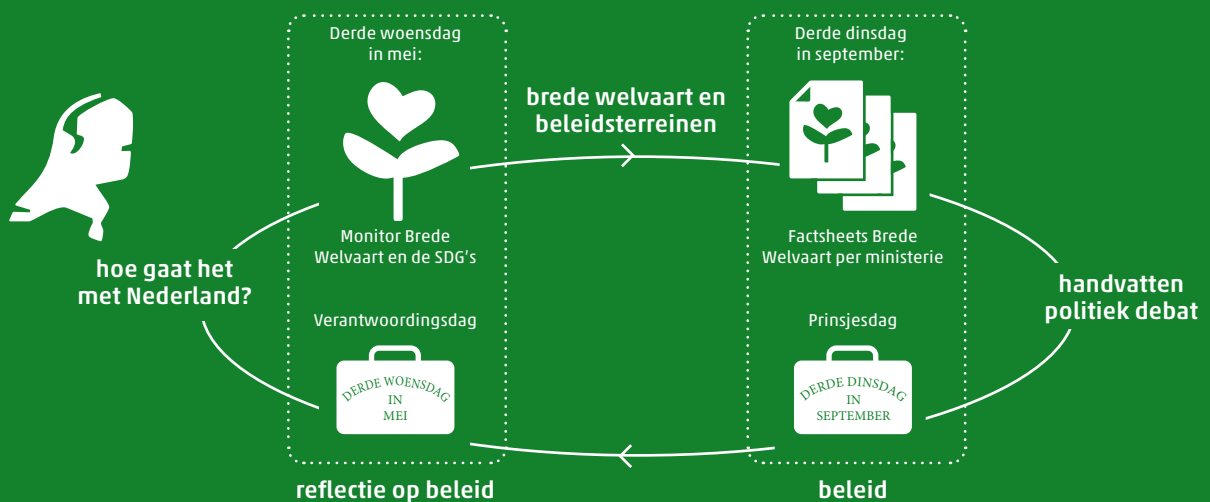 Derde woensdag
in mei:
Monitor Brede
Welvaart en de SDG's
Verantwoordingsdag
DERDE WOENSDAG
IN
MEI
reflectie op beleid
brede welvaart en
beleidsterreinen
Derde dinsdag
in september:
Factsheets Brede
Welvaart per ministerie
Prinsjesdag
DERDE DINSDAG
IN
SEPTEMBER
beleid
hoe gaat het
met Nederland?
handvatten
politiek debat